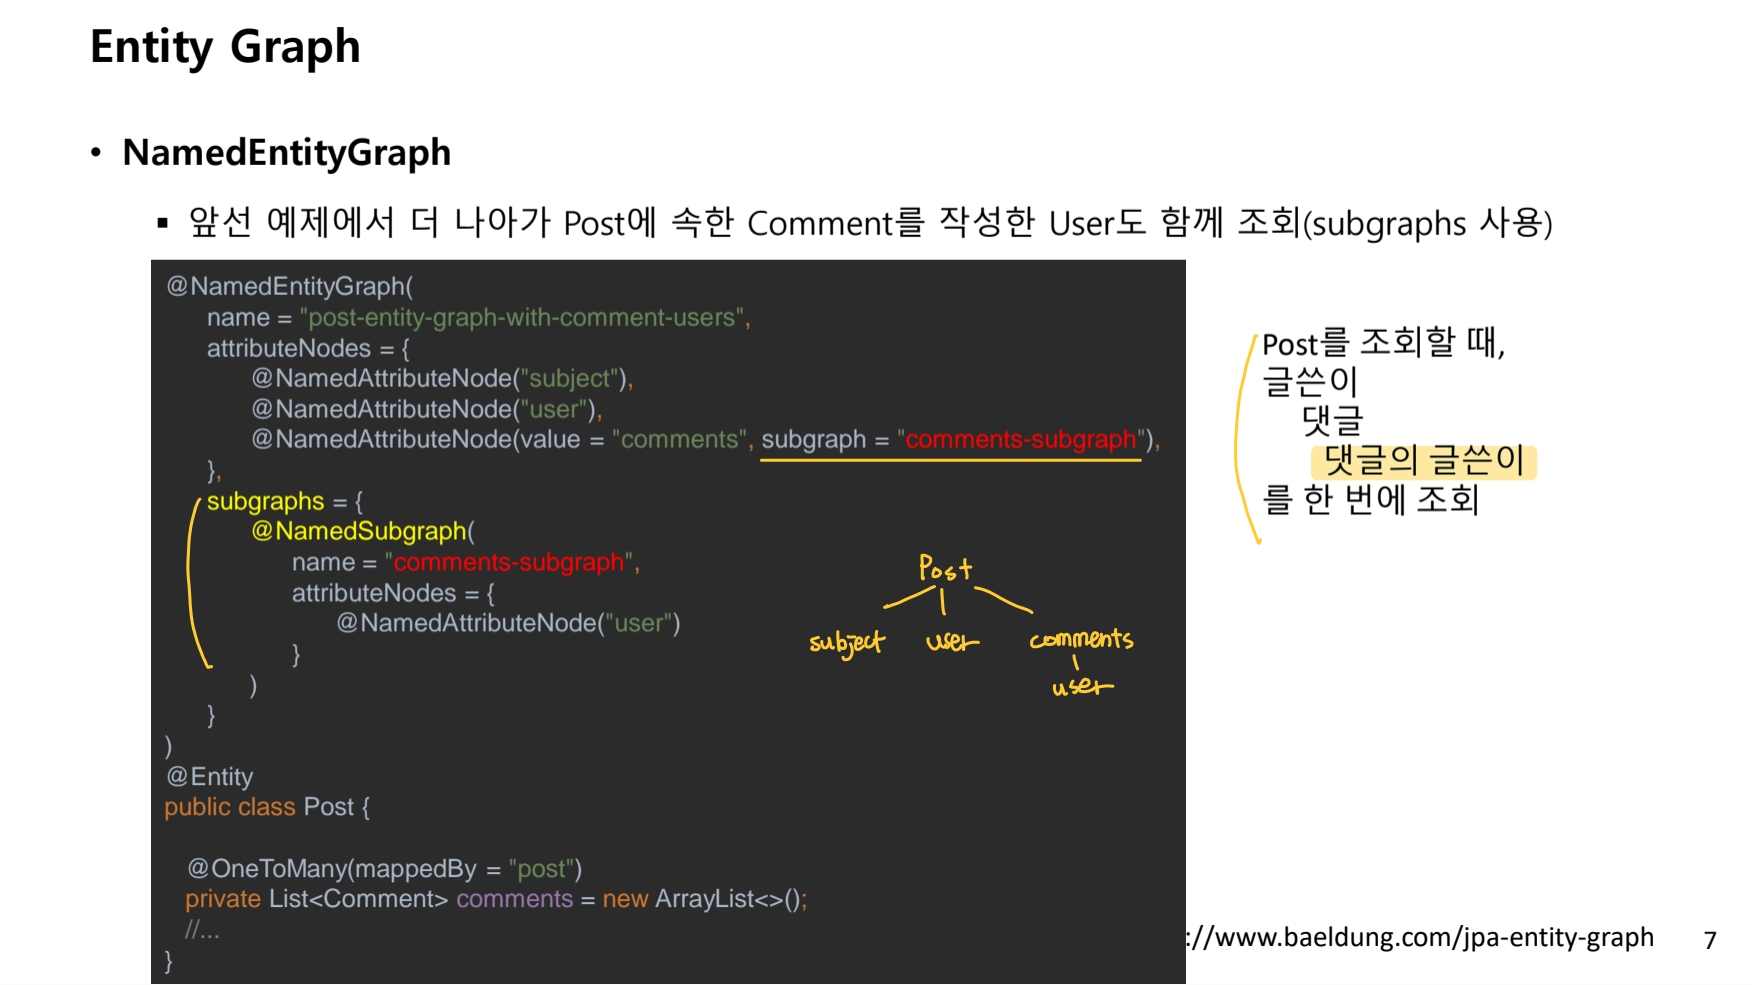 Entity Graph
• NamedEntityGraph
▪ 앞선 예제에서 더 나아가 Post에 속한 Comment를 작성한 User도 함께 조회(subgraphs 사용)
@NamedEntityGraph(
name = "post-entity-graph-with-comment-users",
attributeNodes = {
@NamedAttributeNode("subject"),
@NamedAttributeNode("user"),
@NamedAttributeNode(value = "comments", subgraph = "comments-subgraph"),
},
subgraphs = {
@NamedSubgraph(
name = "comments-subgraph",
attributeNodes = {
@NamedAttributeNode("user")
}
)
}
)
@Entity
public class Post {
@OneToMany(mappedBy = "post")
private List<Comment> comments = new ArrayList<>();
//...
}
Post
subject user comments
user
Post를 조회할 때,
글쓴이
댓글
댓글의 글쓴이
를 한 번에 조회
://www.baeldung.com/jpa-entity-graph
7